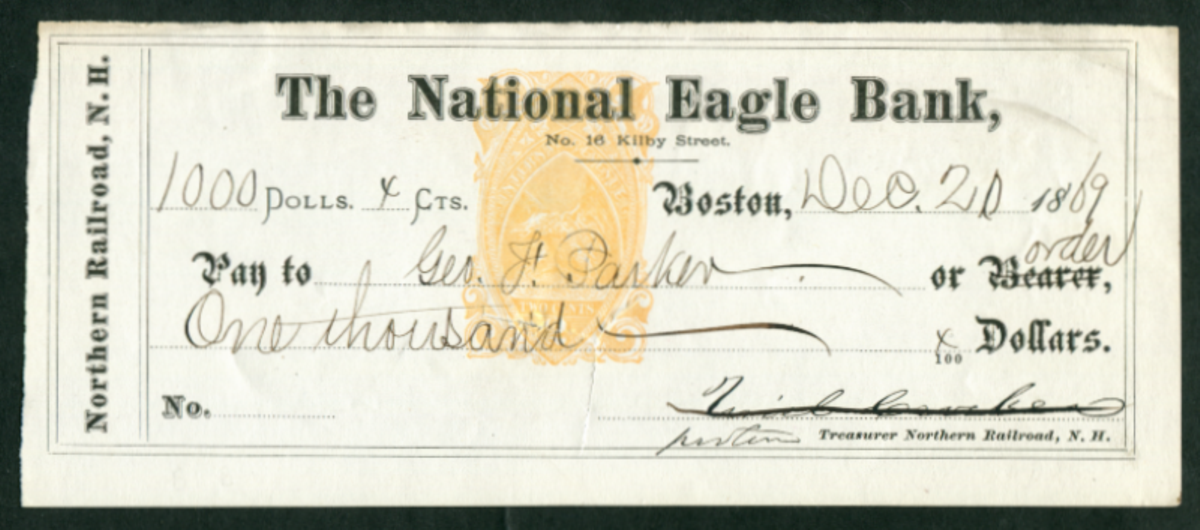 Northern Railroad, N. H.
The National Eagle Bank,
No. 16 Kilby Street.
1000 DOLLS. x CTS. Boston, Dec. 20 1869
order
Pay to Geo. H. Parker or Bearer,
One thousand x/100 Dollars.
No.
Treasurer Northern Railroad, N. H.